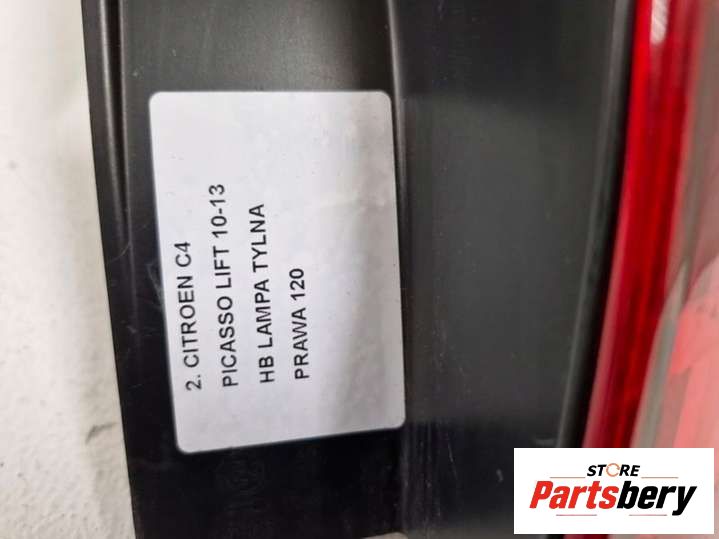 2. CITROEN C4
PICASSO LIFT 10-13
HB LAMPA TYLNA
PRAWA 120
STORE
Partsbery